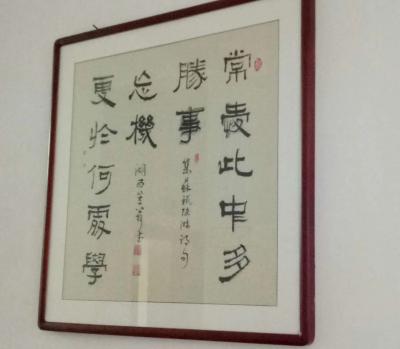 常愛此中多
勝事
集蘇軾陸游詩句
更於何處學
忘機